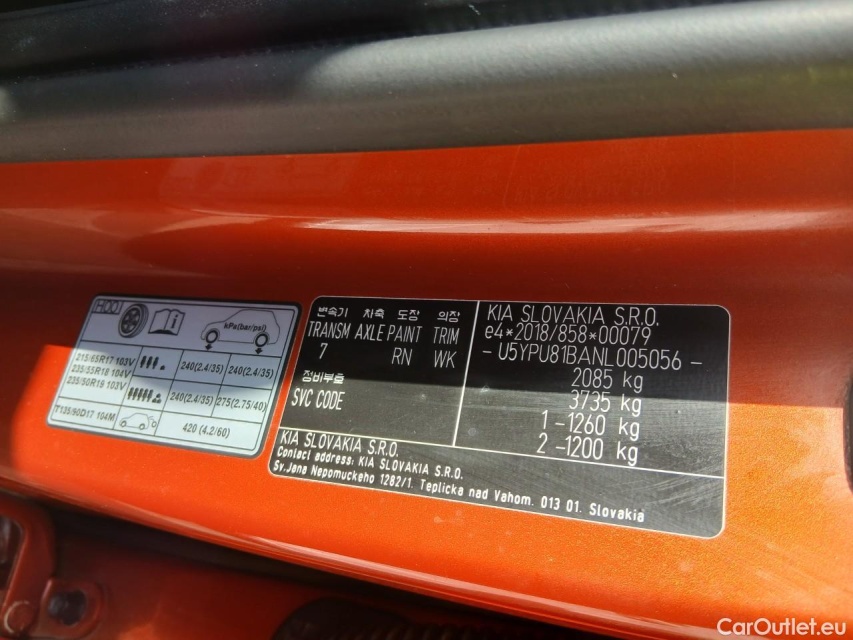 HCC01
kPa(bar/psi)
215/65R17 103V
235/55R18 104V
235/50R19 103V
240(2.4/35) 240(2.4/35)
240(2.4/35) 275(2.75/40)
T135/90D17 104M
420 (4.2/60)
변속기 차축 도장 의장
TRANSM AXLE PAINT TRIM
7 RN WK
정비부호
SVC CODE
KIA SLOVAKIA S.R.O.
e4*2018/858*00079
- U5YPU81BANL005056 -
2085 kg
3735 kg
1 -1260 kg
2 -1200 kg
KIA SLOVAKIA S.R.O.
Contact address: KIA SLOVAKIA S.R.O.
Sv.Jana Nepomuckeho 1282/1. Teplicka nad Vahom. 013 01. Slovakia
CarOutlet.eu